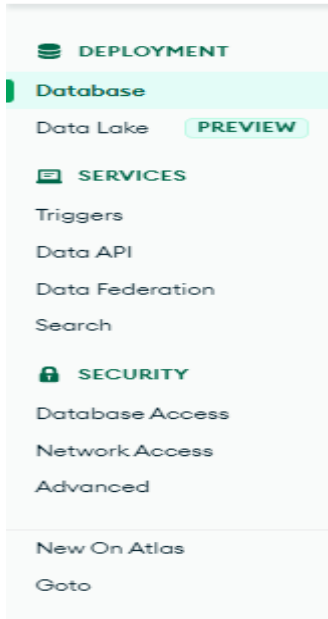 DEPLOYMENT
Database
Data Lake PREVIEW
SERVICES
Triggers
Data API
Data Federation
Search
SECURITY
Database Access
Network Access
Advanced
New On Atlas
Goto